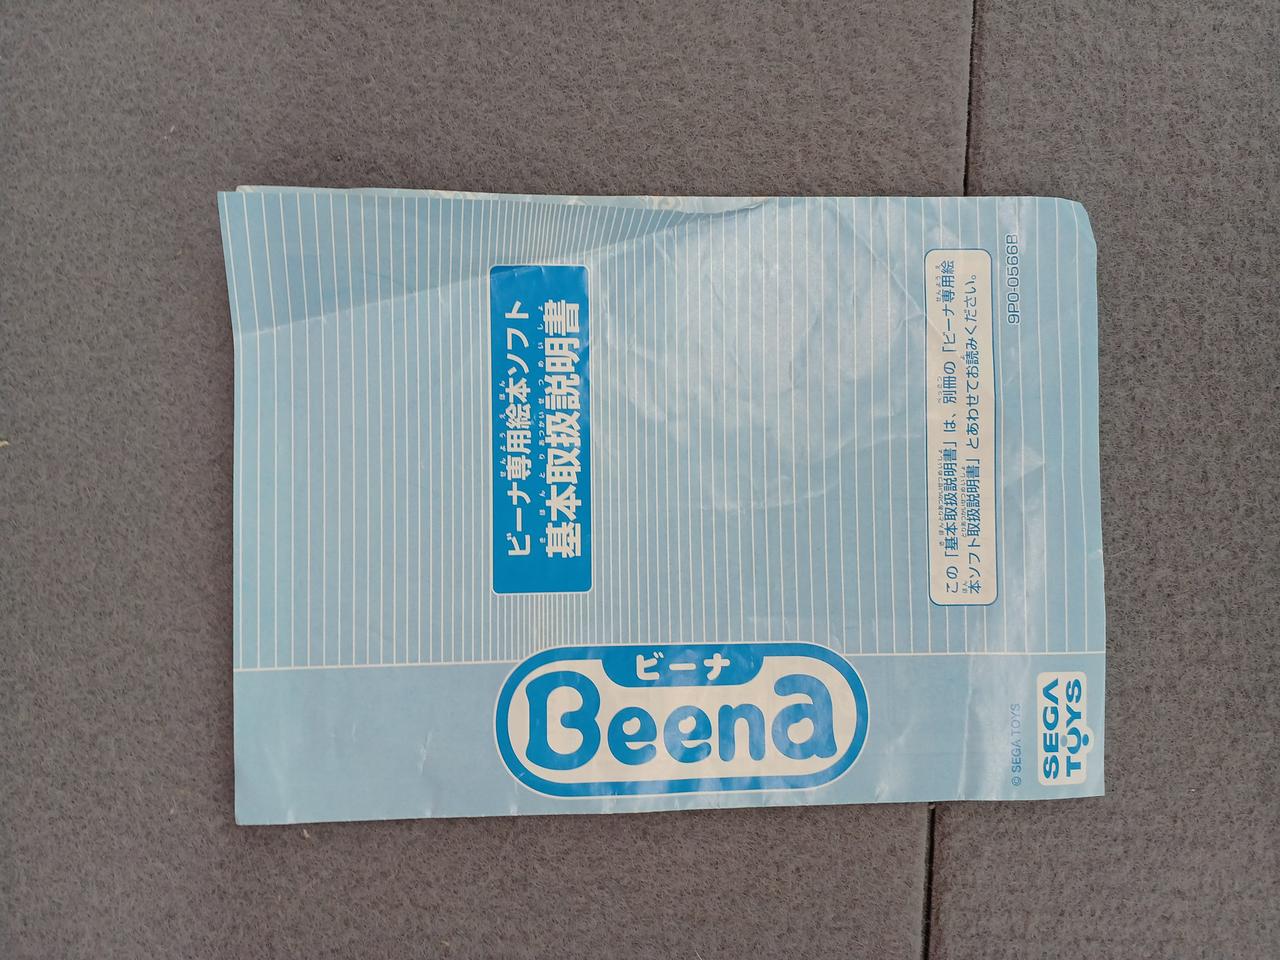 ビーナ
Beena
ビーナ専用絵本ソフト
基本取扱説明書
この「基本取扱説明書」は、別冊の「ビーナ専用絵
本ソフト取扱説明書」とあわせてお読みください。
9P0-0566B
© SEGA TOYS
SEGA
TOYS